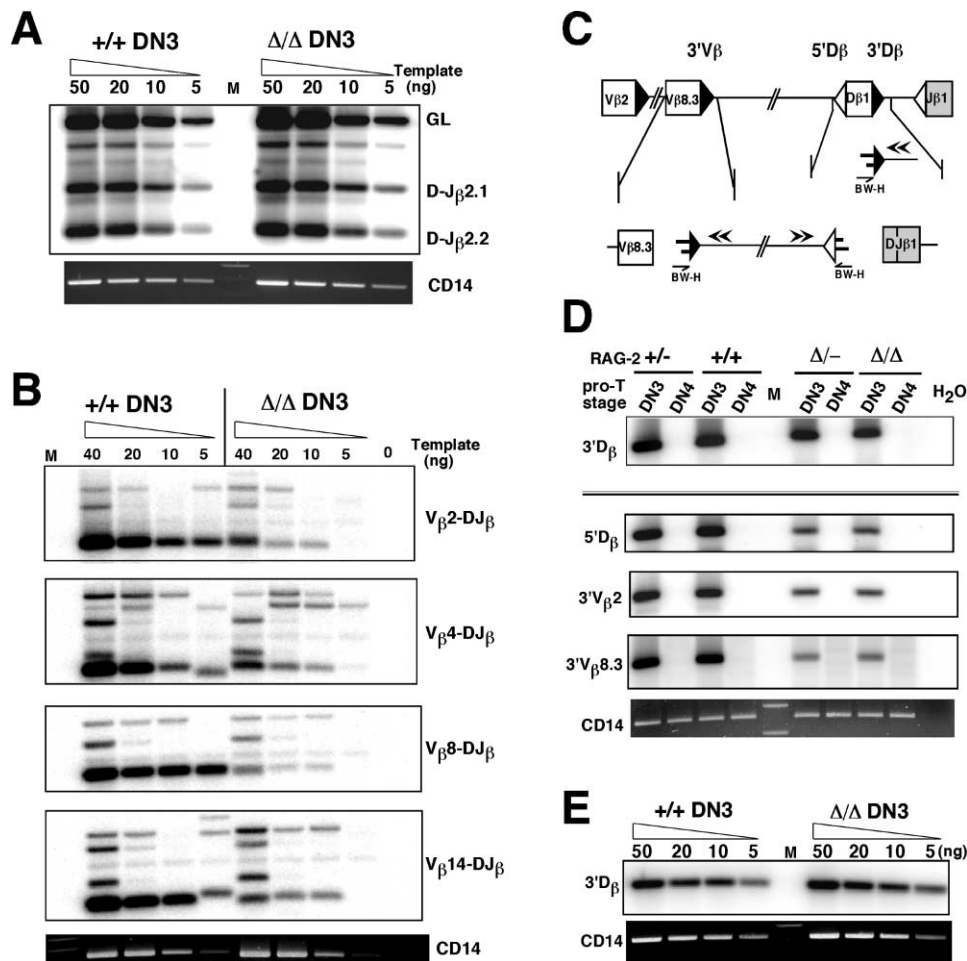 A
+/+ DN3
Δ/Δ DN3
Template
(ng)
50 20 10 5 M 50 20 10 5
GL
D-Jβ2.1
D-Jβ2.2
CD14
B
+/+ DN3
Δ/Δ DN3
Template
(ng)
M 40 20 10 5 40 20 10 5 0
Vβ2-DJβ
Vβ4-DJβ
Vβ8-DJβ
Vβ14-DJβ
CD14
C
3'Vβ 5'Dβ 3'Dβ
Vβ2 Vβ8.3 Dβ1 Jβ1
BW-H
Vβ8.3 DJβ1
BW-H BW-H
D
RAG-2 +/- +/+ Δ/− Δ/Δ
pro-T
stage
DN3 DN4 DN3 DN4 M DN3 DN4 DN3 DN4 H2O
3'Dβ
5'Dβ
3'Vβ2
3'Vβ8.3
CD14
E
+/+ DN3
Δ/Δ DN3
50 20 10 5 M 50 20 10 5 (ng)
3'Dβ
CD14